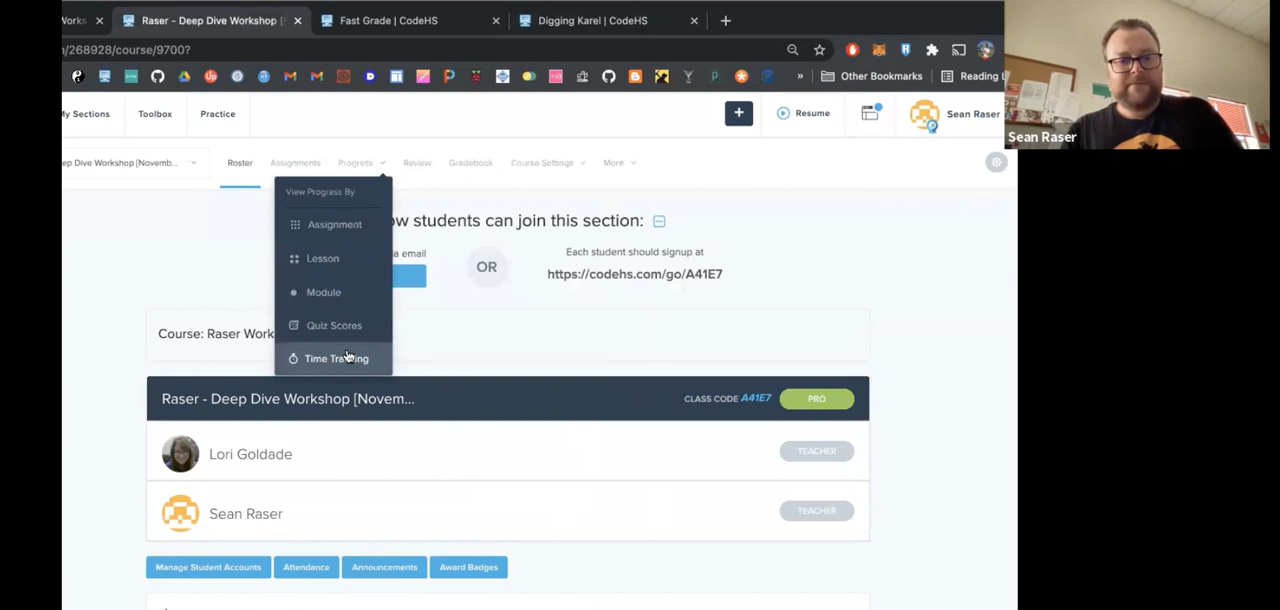 Works
Raser - Deep Dive Workshop [
Fast Grade | CodeHS
Digging Karel | CodeHS
/268928/course/9700?
Other Bookmarks
Reading L
My Sections
Toolbox
Practice
Resume
Sean Raser
Sean Raser
eep Dive Workshop [Novemb...
Roster
Assignments
Progress
Review
Gradebook
Course Settings
More
View Progress By
Assignment
Lesson
Module
Quiz Scores
Time Tracking
ow students can join this section:
ia email
OR
Each student should signup at
https://codehs.com/go/A41E7
Course: Raser Work
Raser - Deep Dive Workshop [Novem...
CLASS CODE A41E7
PRO
Lori Goldade
TEACHER
Sean Raser
TEACHER
Manage Student Accounts
Attendance
Announcements
Award Badges